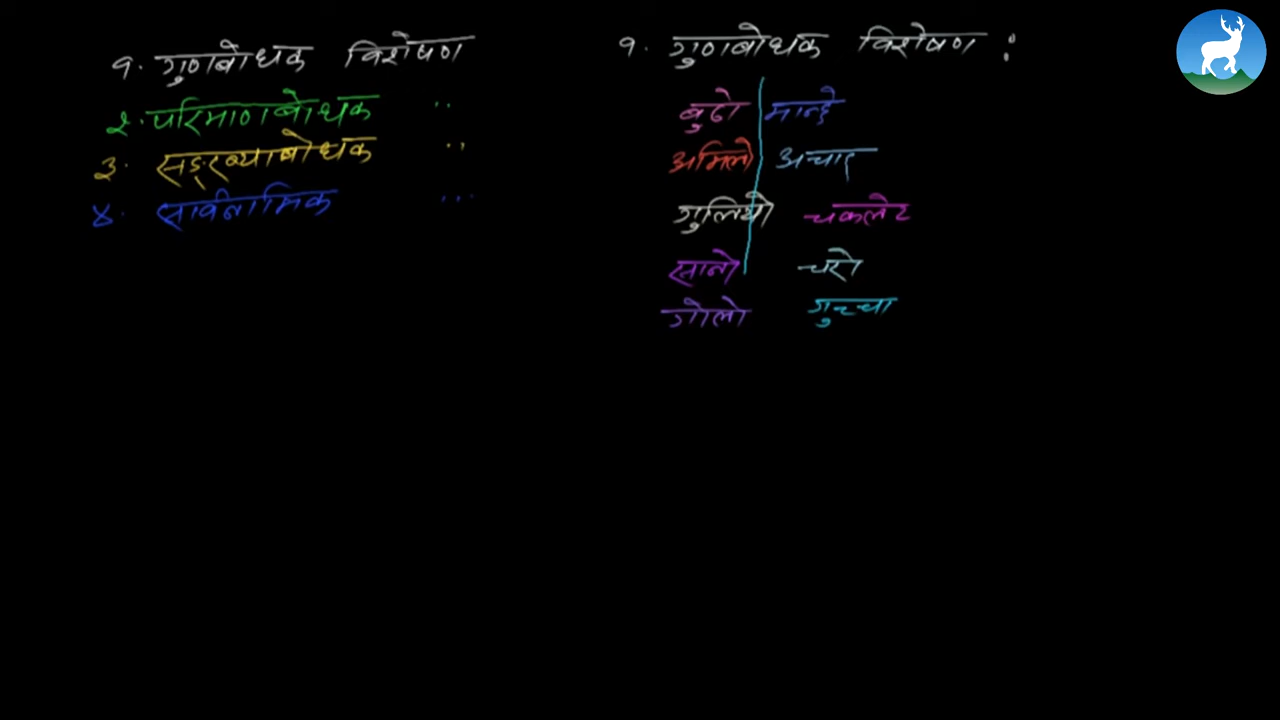 १. गुणबोधक विशेषण
२. परिमाणबोधक ..
३. सङ्ख्याबोधक ..
४. सार्वनामिक ...
१. गुणबोधक विशेषण :
बुढो मान्छे
अमिलो अचार
गुलियो चकलेट
सानो चरो
गोलो गुच्चा